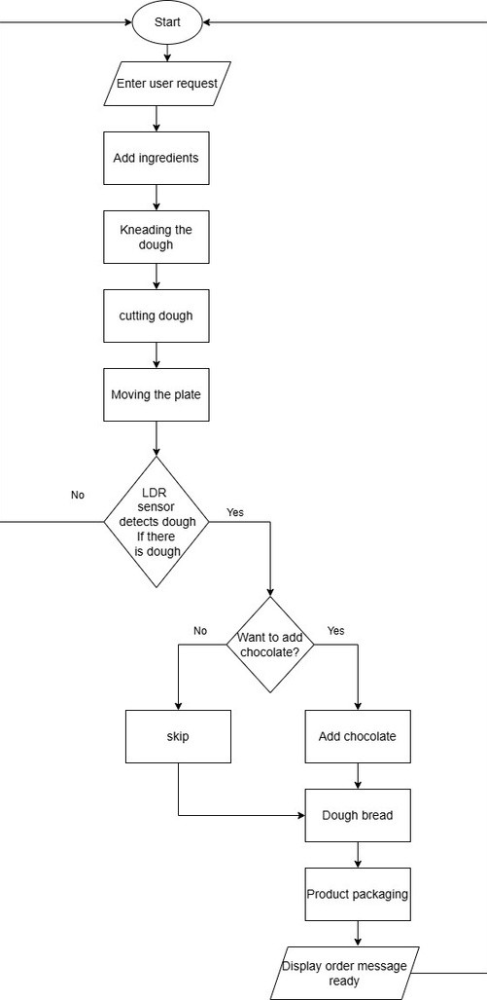 Start
Enter user request
Add ingredients
Kneading the
dough
cutting dough
Moving the plate
LDR
sensor
detects dough
If there
is dough
No
Yes
Want to add
chocolate?
No
Yes
skip
Add chocolate
Dough bread
Product packaging
Display order message
ready